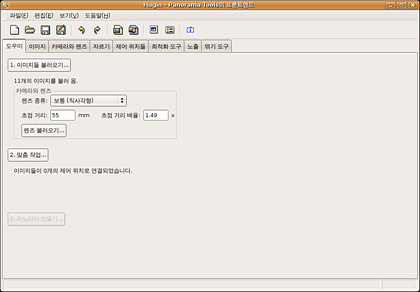 Hugin - Panorama Tools의 프론트엔드
파일(F) 편집(E) 보기(V) 도움말(H)
도우미 이미지 카메라와 렌즈 자르기 제어 위치들 최적화 도구 노출 엮기 도구
1. 이미지들 불러오기...
11개의 이미지를 불러 옴.
카메라와 렌즈
렌즈 종류: 보통 (직사각형)
초점 거리: 55 mm 초점 거리 배율: 1.49 ×
렌즈 불러오기...
2. 맞춤 작업...
이미지들이 0개의 제어 위치로 연결되었습니다.
3. 파노라마 만들기...